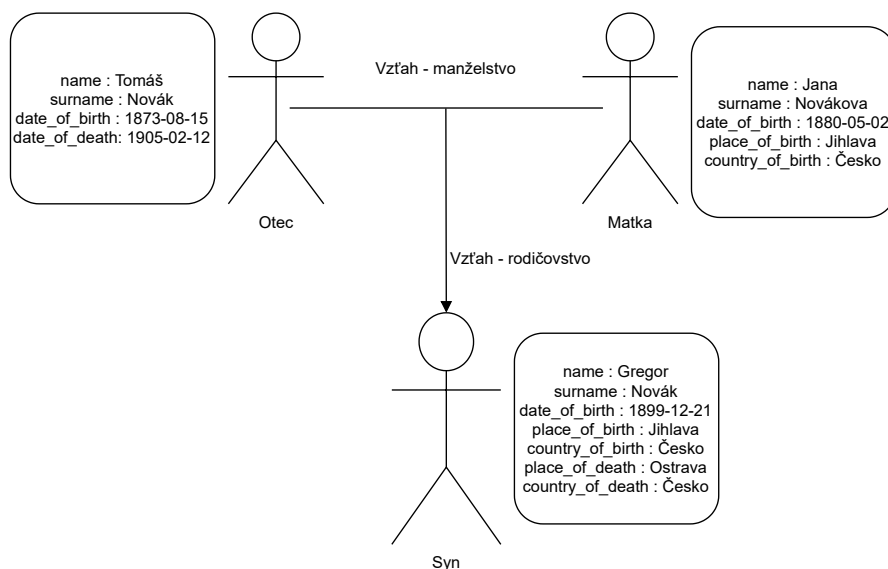 name : Tomáš
surname : Novák
date_of_birth : 1873-08-15
date_of_death: 1905-02-12
Otec
Vzťah - manželstvo
name : Jana
surname : Novákova
date_of_birth : 1880-05-02
place_of_birth : Jihlava
country_of_birth : Česko
Matka
Vzťah - rodičovstvo
name : Gregor
surname : Novák
date_of_birth : 1899-12-21
place_of_birth : Jihlava
country_of_birth : Česko
place_of_death : Ostrava
country_of_death : Česko
Syn